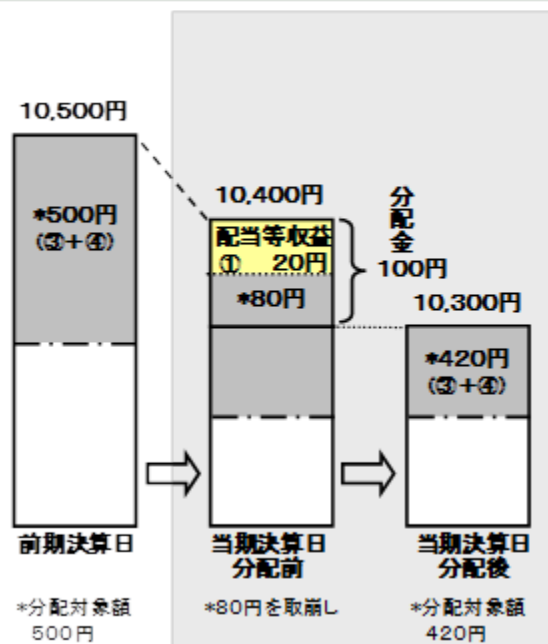 10,500円
*500円
(③+④)
10,400円
配当等収益
① 20円
*80円
分配金
100円
10,300円
*420円
(③+④)
前期決算日
当期決算日
分配前
当期決算日
分配後
*分配対象額
500円
*80円を取崩し
*分配対象額
420円